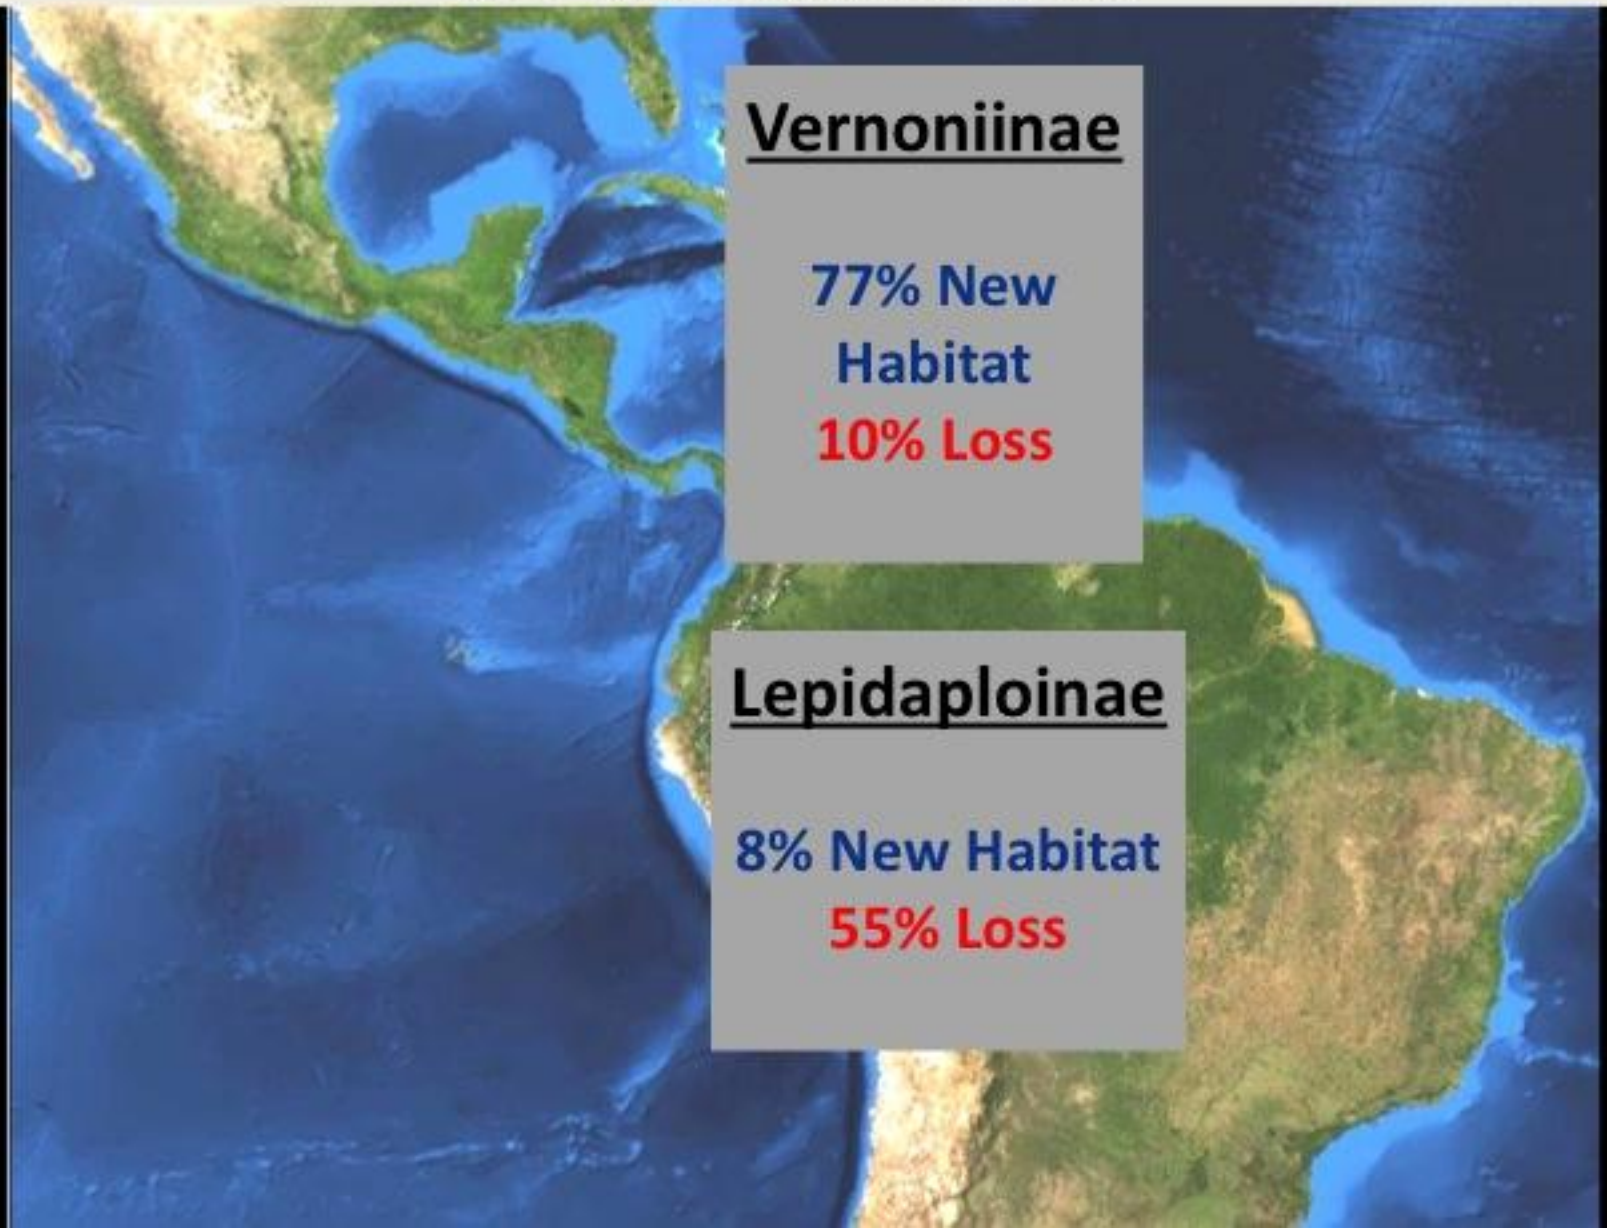 Vernoniinae
77% New
Habitat
10% Loss
Lepidaploinae
8% New Habitat
55% Loss